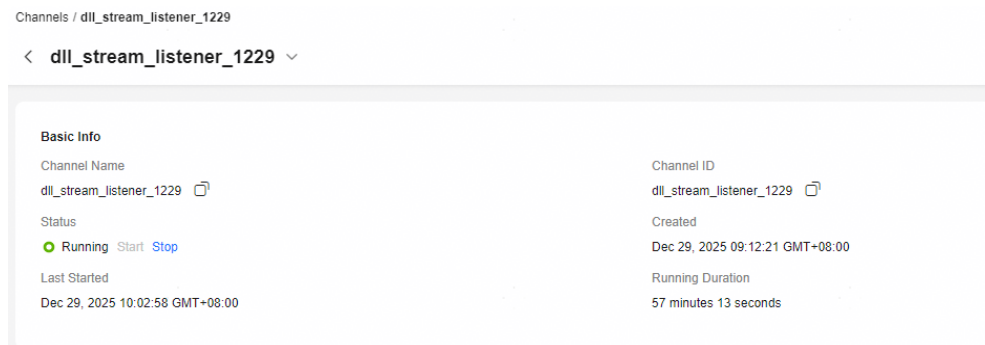 Channels / dll_stream_listener_1229
dll_stream_listener_1229
Basic Info
Channel Name
dll_stream_listener_1229
Channel ID
dll_stream_listener_1229
Status
Running Start Stop
Created
Dec 29, 2025 09:12:21 GMT+08:00
Last Started
Dec 29, 2025 10:02:58 GMT+08:00
Running Duration
57 minutes 13 seconds